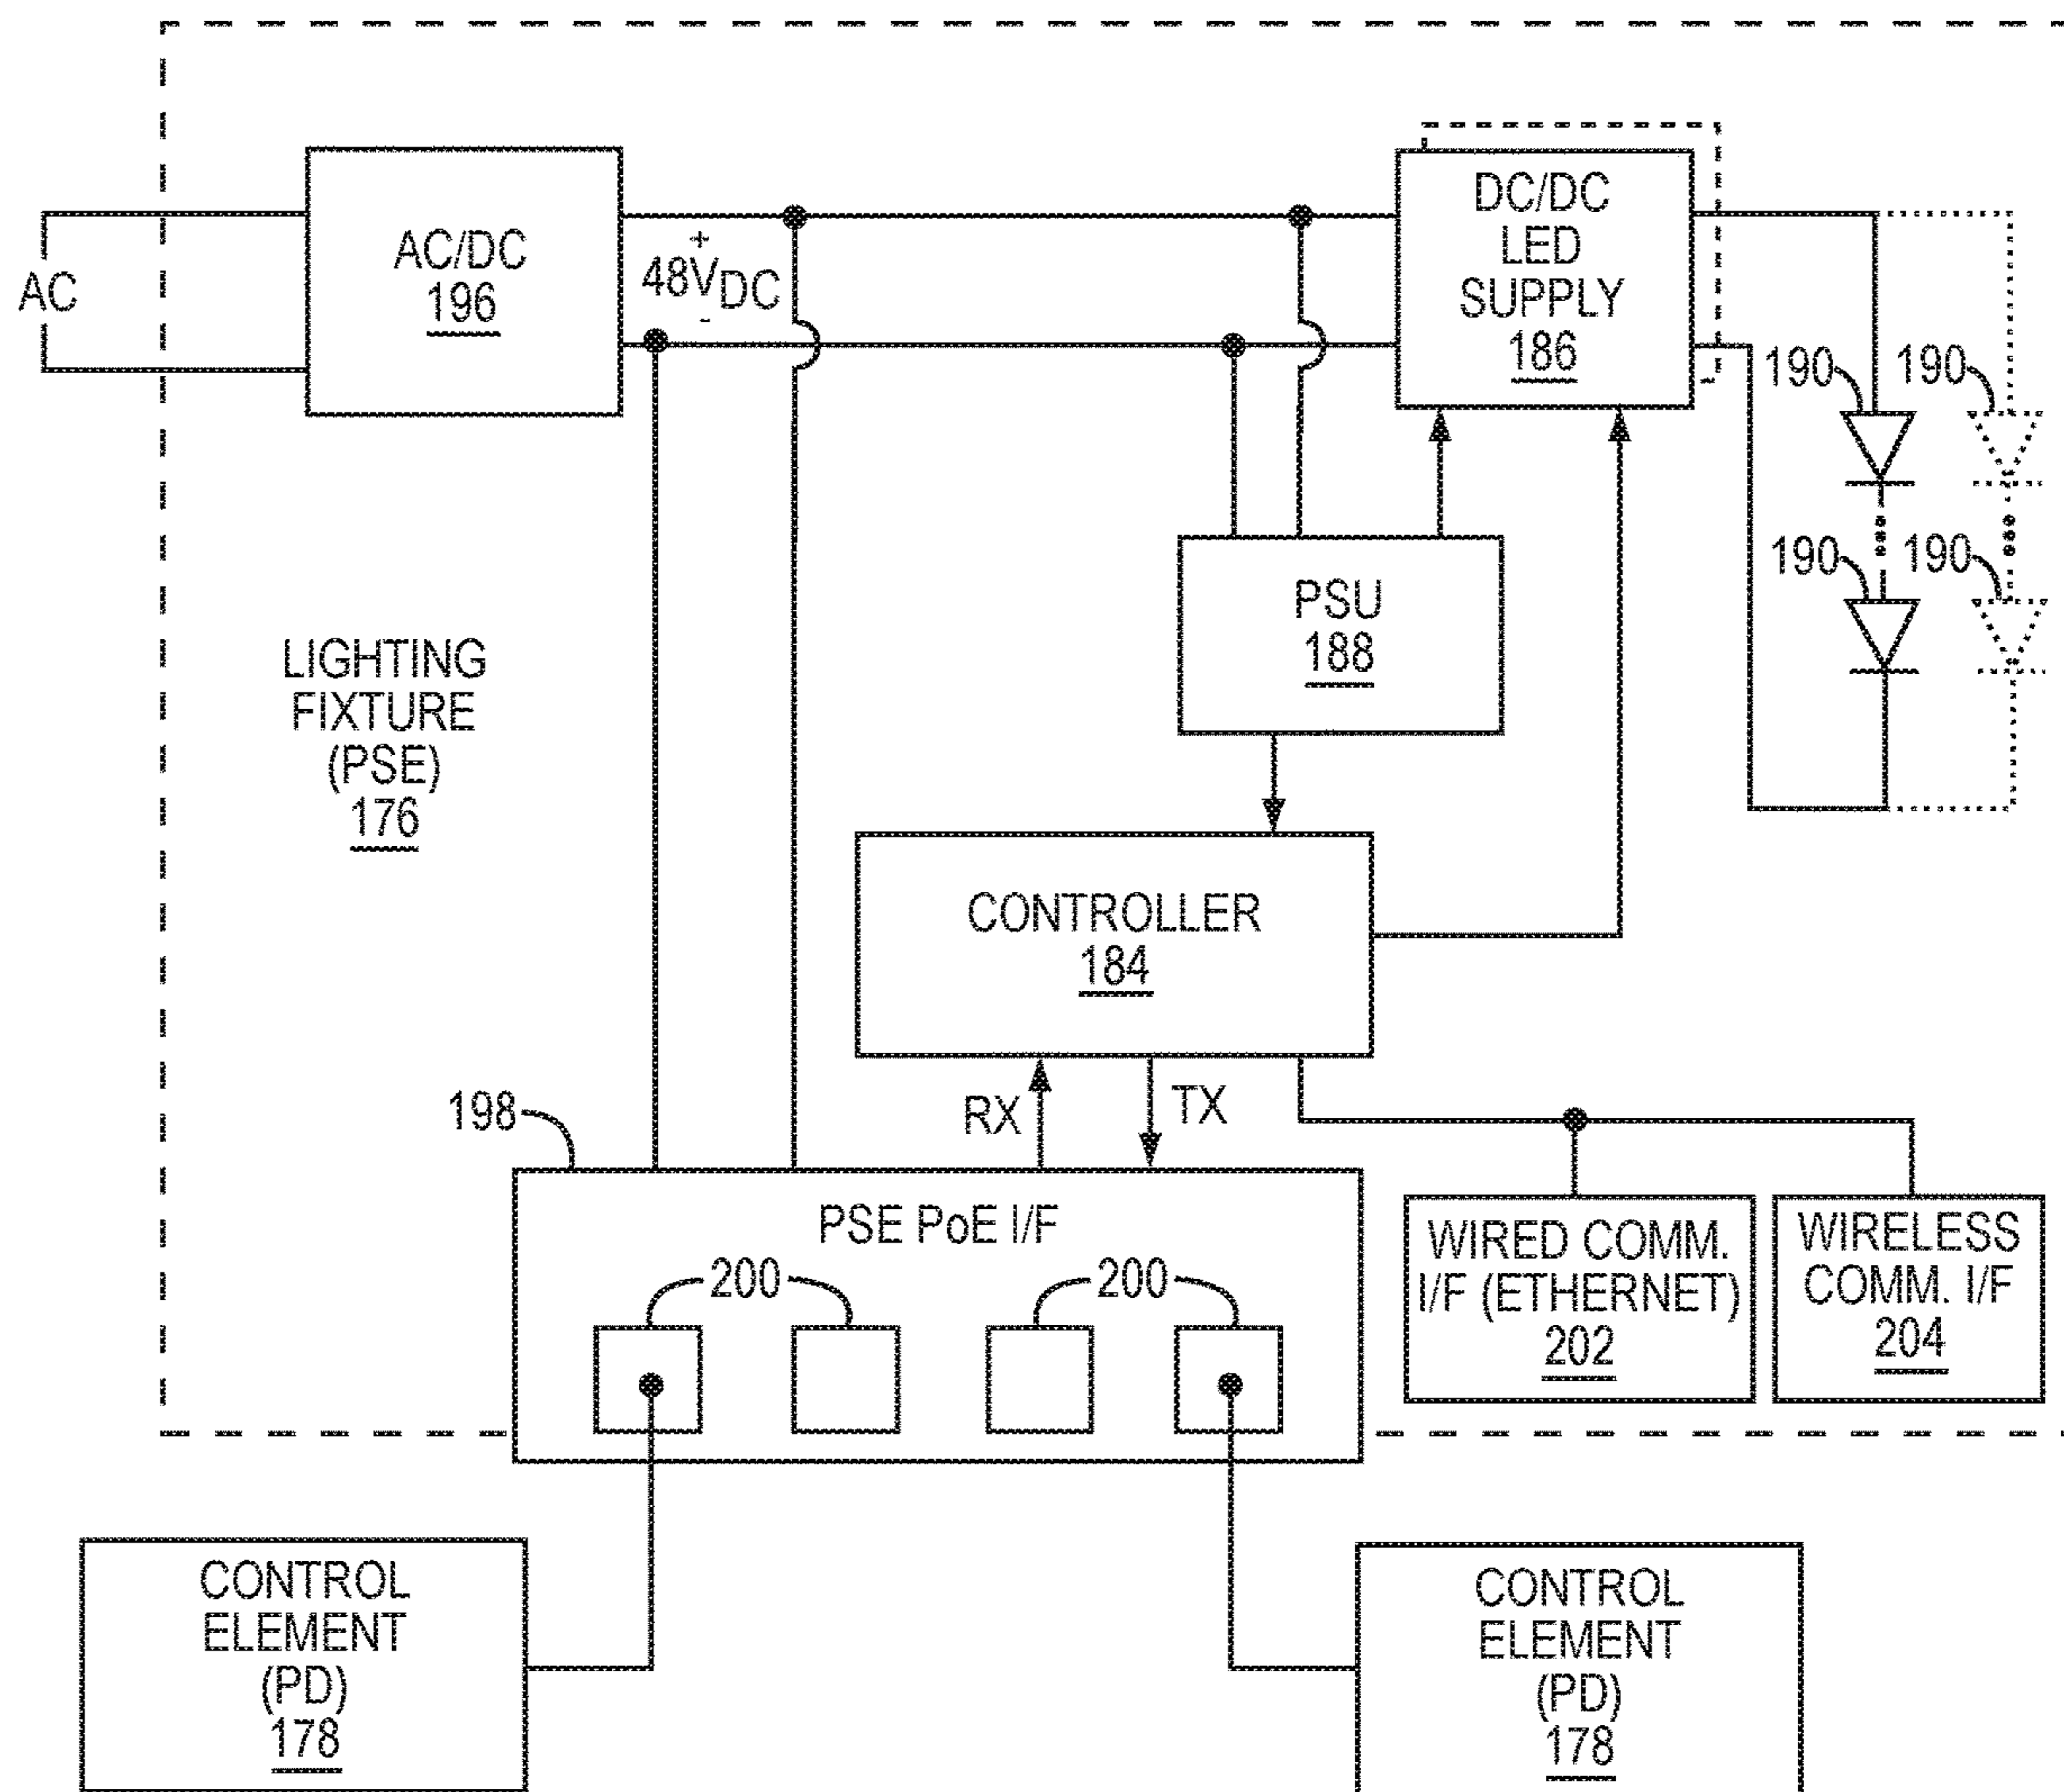 AC
AC/DC
196
+
48VDC
-
DC/DC
LED
SUPPLY
186
190
190
190
190
PSU
188
LIGHTING
FIXTURE
(PSE)
176
CONTROLLER
184
198
RX
TX
PSE PoE I/F
200
200
WIRED COMM.
I/F (ETHERNET)
202
WIRELESS
COMM. I/F
204
CONTROL
ELEMENT
(PD)
178
CONTROL
ELEMENT
(PD)
178